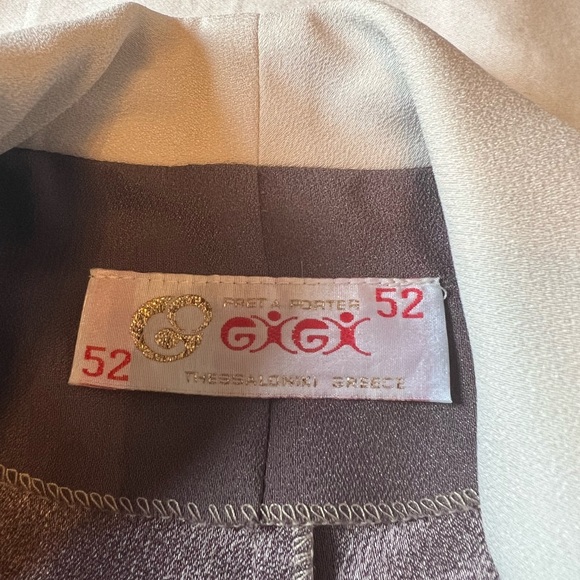 PRET A PORTER
52
GIGI
52
THESSALONIKI GREECE